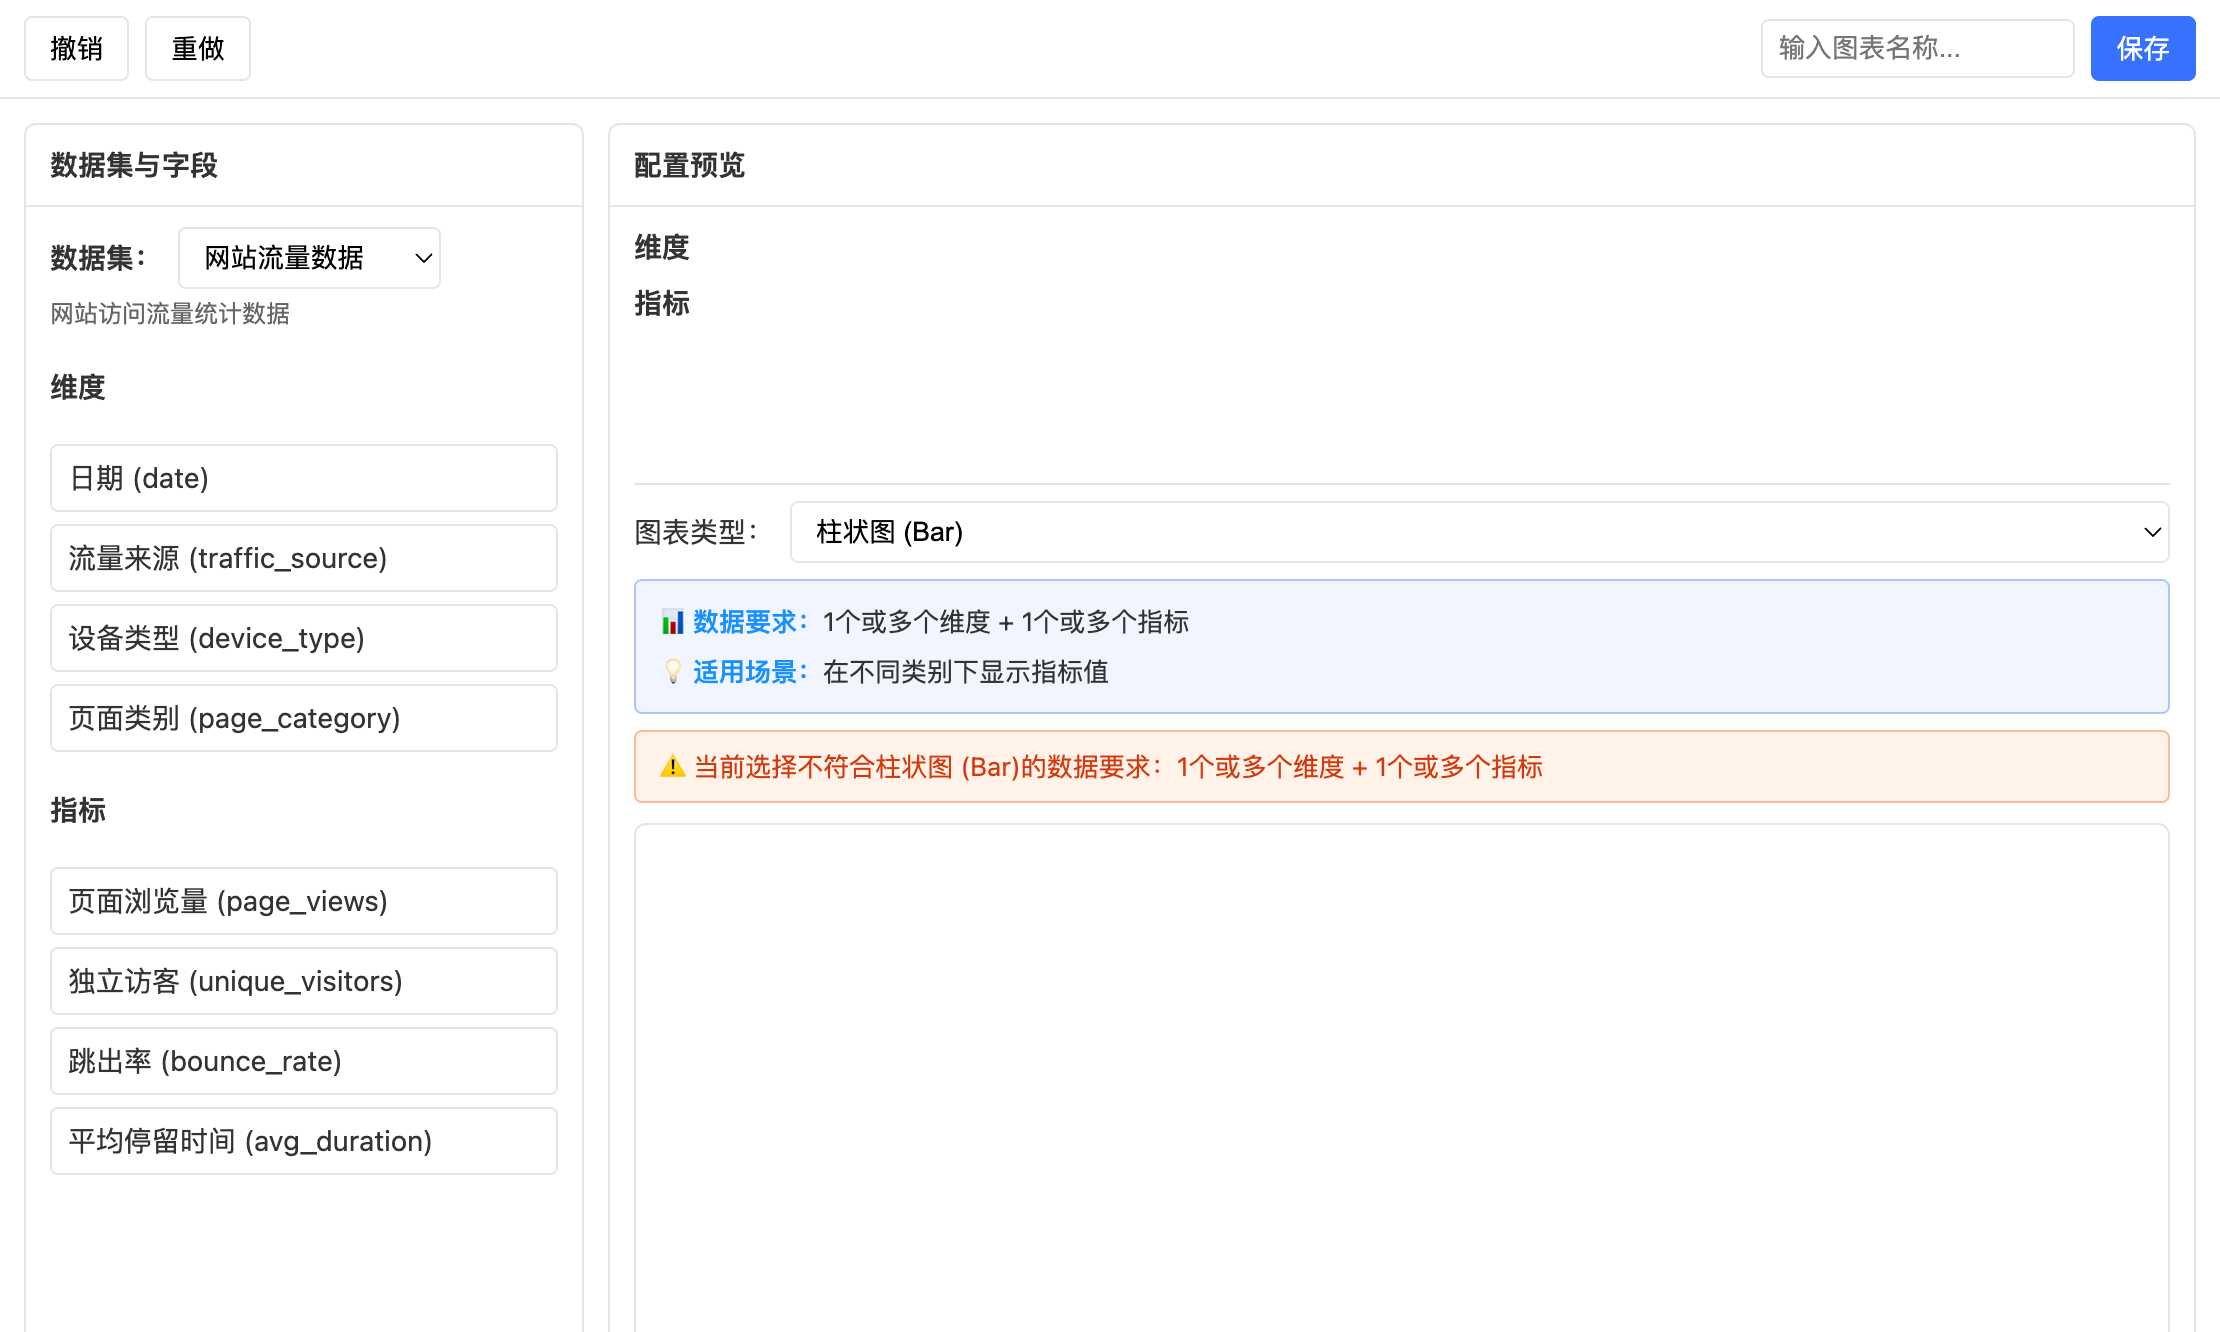 撤销
重做
输入图表名称...
保存
数据集与字段
数据集：
网站流量数据
网站访问流量统计数据
维度
日期 (date)
流量来源 (traffic_source)
设备类型 (device_type)
页面类别 (page_category)
指标
页面浏览量 (page_views)
独立访客 (unique_visitors)
跳出率 (bounce_rate)
平均停留时间 (avg_duration)
配置预览
维度
指标
图表类型：
柱状图 (Bar)
📊 数据要求：1个或多个维度 + 1个或多个指标
💡 适用场景：在不同类别下显示指标值
⚠️ 当前选择不符合柱状图 (Bar)的数据要求：1个或多个维度 + 1个或多个指标